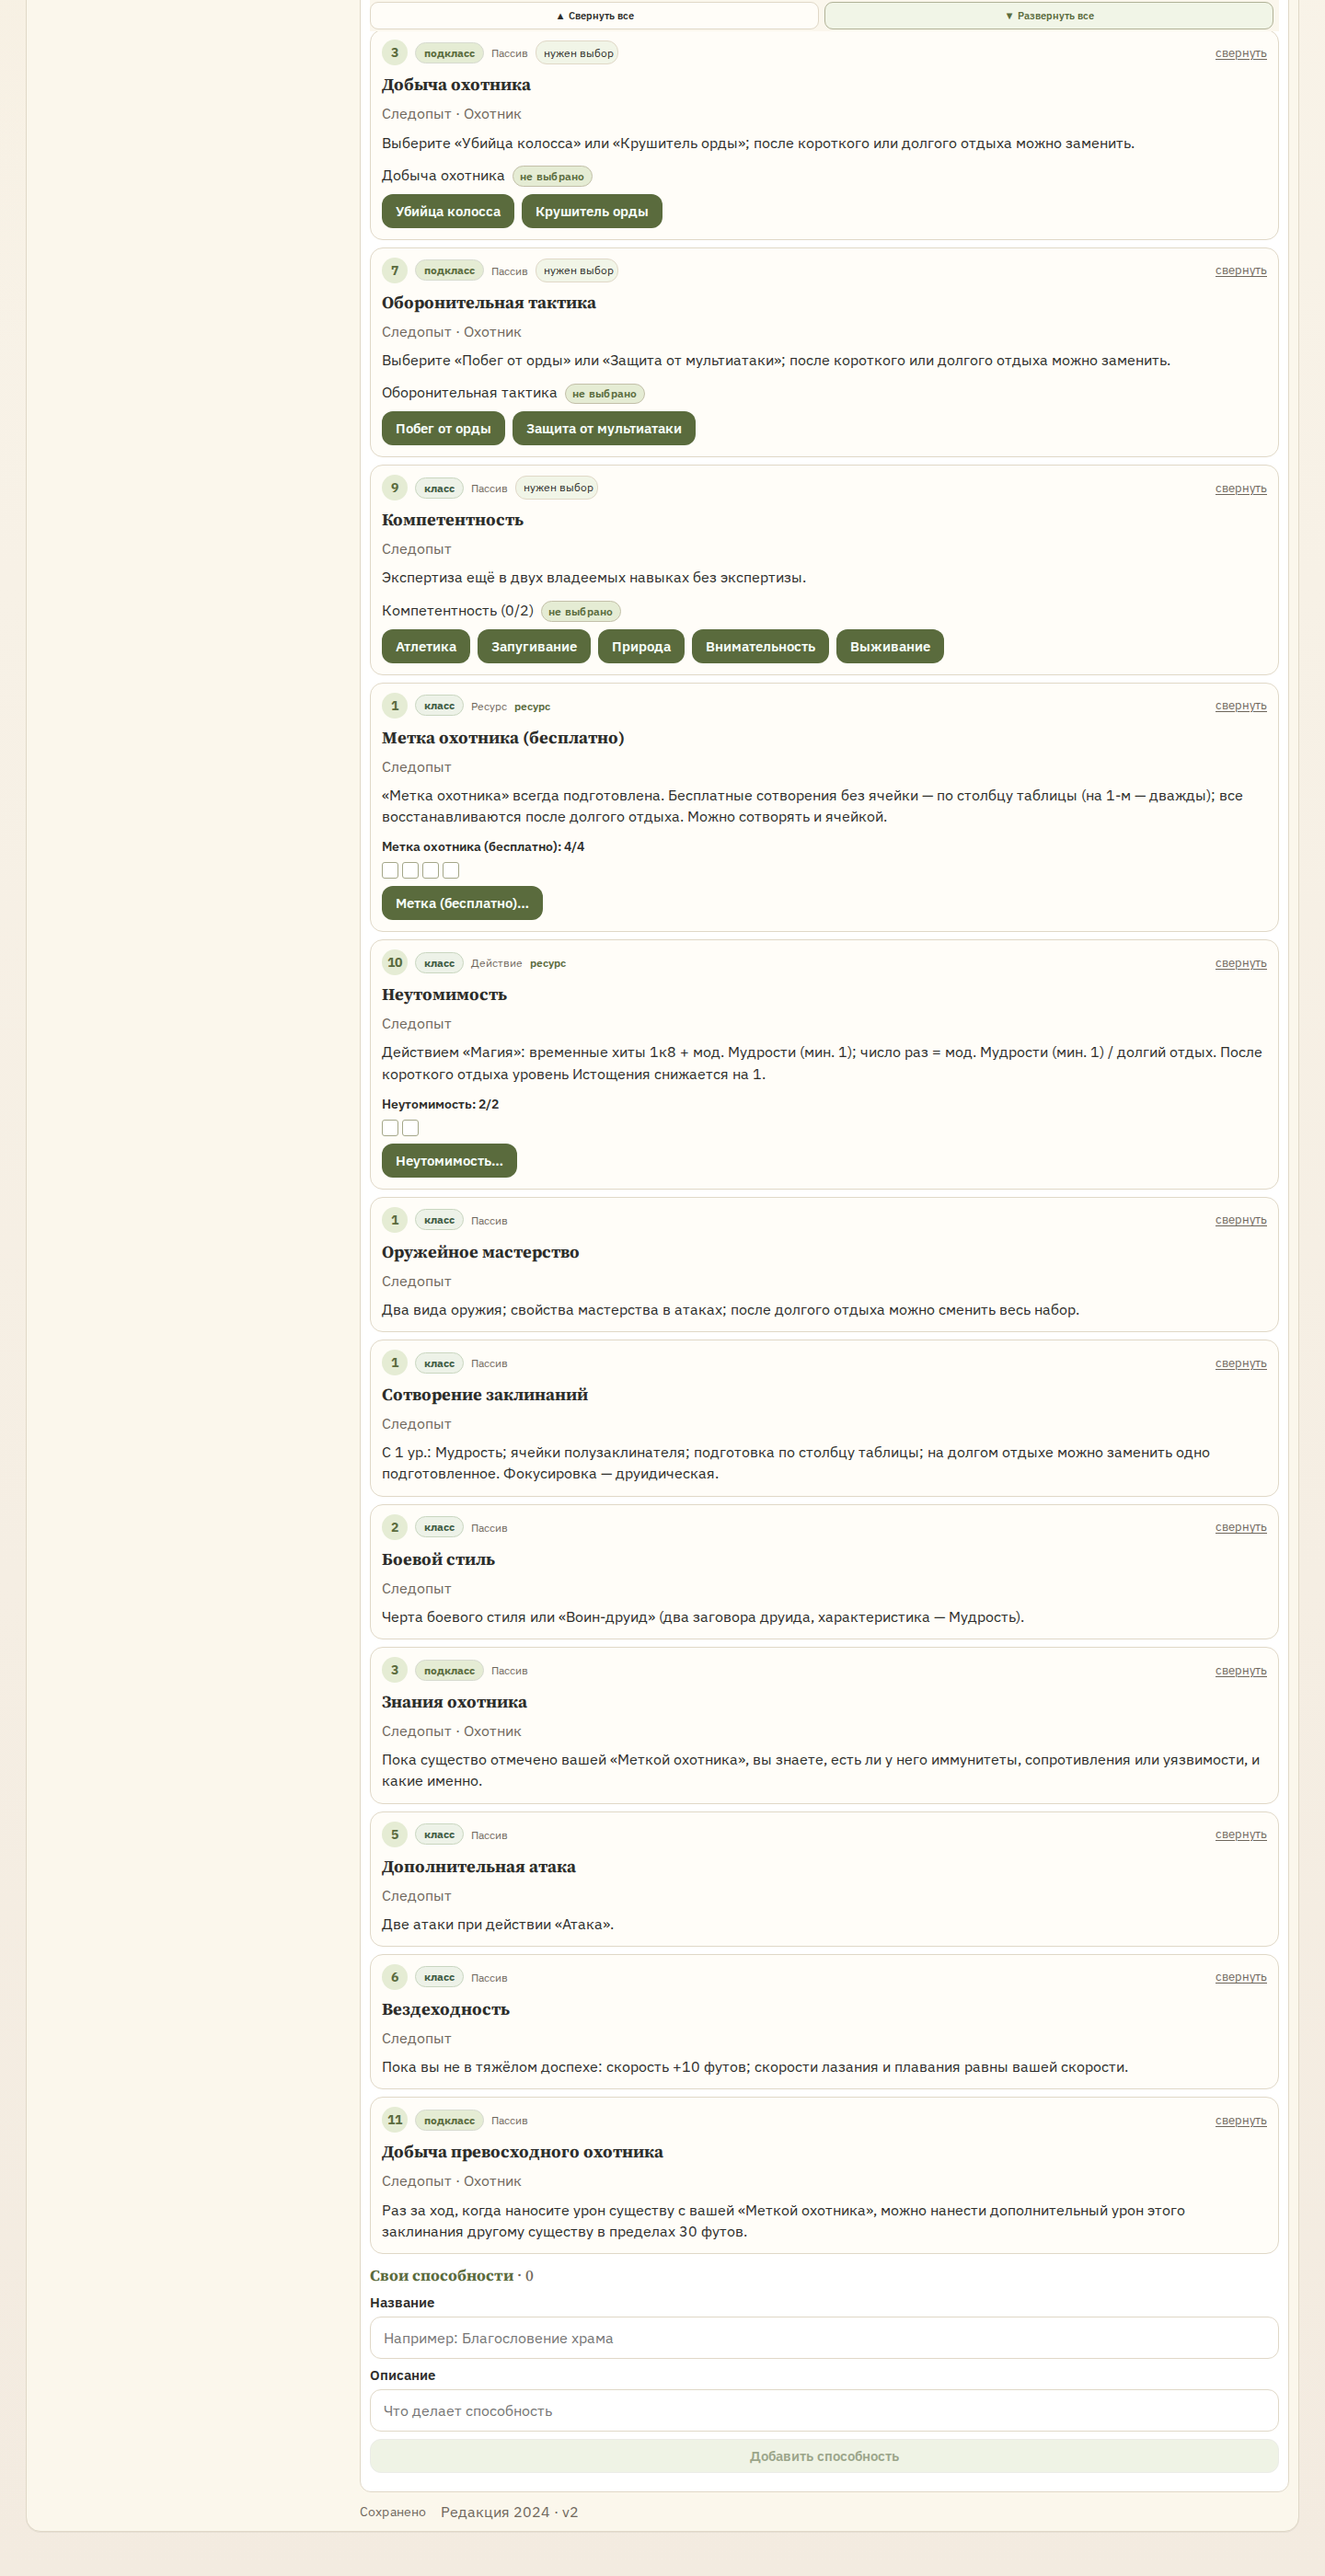 ▲ Свернуть все ▼ Развернуть все
3 подкласс Пассив нужен выбор свернуть
Добыча охотника
Следопыт · Охотник
Выберите «Убийца колосса» или «Крушитель орды»; после короткого или долгого отдыха можно заменить.
Добыча охотника не выбрано
Убийца колосса Крушитель орды
7 подкласс Пассив нужен выбор свернуть
Оборонительная тактика
Следопыт · Охотник
Выберите «Побег от орды» или «Защита от мультиатаки»; после короткого или долгого отдыха можно заменить.
Оборонительная тактика не выбрано
Побег от орды Защита от мультиатаки
9 класс Пассив нужен выбор свернуть
Компетентность
Следопыт
Экспертиза ещё в двух владеемых навыках без экспертизы.
Компетентность (0/2) не выбрано
Атлетика Запугивание Природа Внимательность Выживание
1 класс Ресурс ресурс свернуть
Метка охотника (бесплатно)
Следопыт
«Метка охотника» всегда подготовлена. Бесплатные сотворения без ячейки — по столбцу таблицы (на 1-м — дважды); все
восстанавливаются после долгого отдыха. Можно сотворять и ячейкой.
Метка охотника (бесплатно): 4/4
Метка (бесплатно)...
10 класс Действие ресурс свернуть
Неутомимость
Следопыт
Действием «Магия»: временные хиты 1к8 + мод. Мудрости (мин. 1); число раз = мод. Мудрости (мин. 1) / долгий отдых. После
короткого отдыха уровень Истощения снижается на 1.
Неутомимость: 2/2
Неутомимость...
1 класс Пассив свернуть
Оружейное мастерство
Следопыт
Два вида оружия; свойства мастерства в атаках; после долгого отдыха можно сменить весь набор.
1 класс Пассив свернуть
Сотворение заклинаний
Следопыт
С 1 ур.: Мудрость; ячейки полузаклинателя; подготовка по столбцу таблицы; на долгом отдыхе можно заменить одно
подготовленное. Фокусировка — друидическая.
2 класс Пассив свернуть
Боевой стиль
Следопыт
Черта боевого стиля или «Воин-друид» (два заговора друида, характеристика — Мудрость).
3 подкласс Пассив свернуть
Знания охотника
Следопыт · Охотник
Пока существо отмечено вашей «Меткой охотника», вы знаете, есть ли у него иммунитеты, сопротивления или уязвимости, и
какие именно.
5 класс Пассив свернуть
Дополнительная атака
Следопыт
Две атаки при действии «Атака».
6 класс Пассив свернуть
Вездеходность
Следопыт
Пока вы не в тяжёлом доспехе: скорость +10 футов; скорости лазания и плавания равны вашей скорости.
11 подкласс Пассив свернуть
Добыча превосходного охотника
Следопыт · Охотник
Раз за ход, когда наносите урон существу с вашей «Меткой охотника», можно нанести дополнительный урон этого
заклинания другому существу в пределах 30 футов.
Свои способности · 0
Название
Например: Благословение храма
Описание
Что делает способность
Добавить способность
Сохранено Редакция 2024 · v2